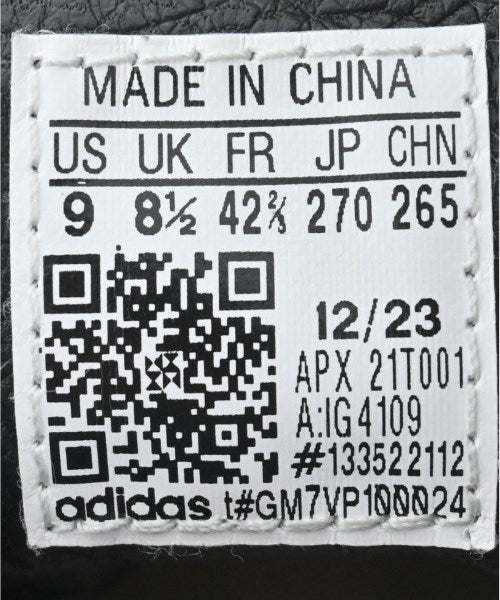 MADE IN CHINA
US UK FR JP CHN
9 8½ 42⅔ 270 265
12/23
APX 21T001
A:IG4109
#133522112
adidas t#GM7VP1000024